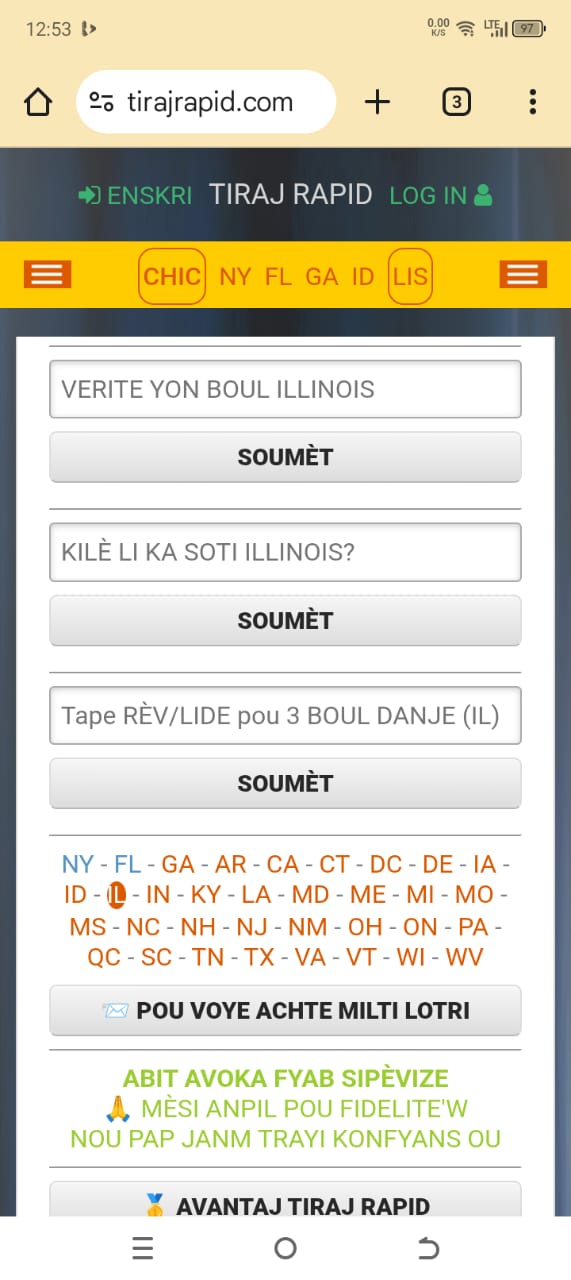 12:53
0.00
K/S
LTE
97
tirajrapid.com
3
ENSKRI TIRAJ RAPID LOG IN
CHIC NY FL GA ID LIS
VERITE YON BOUL ILLINOIS
SOUMÈT
KILÈ LI KA SOTI ILLINOIS?
SOUMÈT
Tape RÈV/LIDE pou 3 BOUL DANJE (IL)
SOUMÈT
NY - FL - GA - AR - CA - CT - DC - DE - IA -
ID - IL - IN - KY - LA - MD - ME - MI - MO -
MS - NC - NH - NJ - NM - OH - ON - PA -
QC - SC - TN - TX - VA - VT - WI - WV
📨 POU VOYE ACHTE MILTI LOTRI
ABIT AVOKA FYAB SIPÈVIZE
🙏 MÈSI ANPIL POU FIDELITE'W
NOU PAP JANM TRAYI KONFYANS OU
🥇 AVANTAJ TIRAJ RAPID